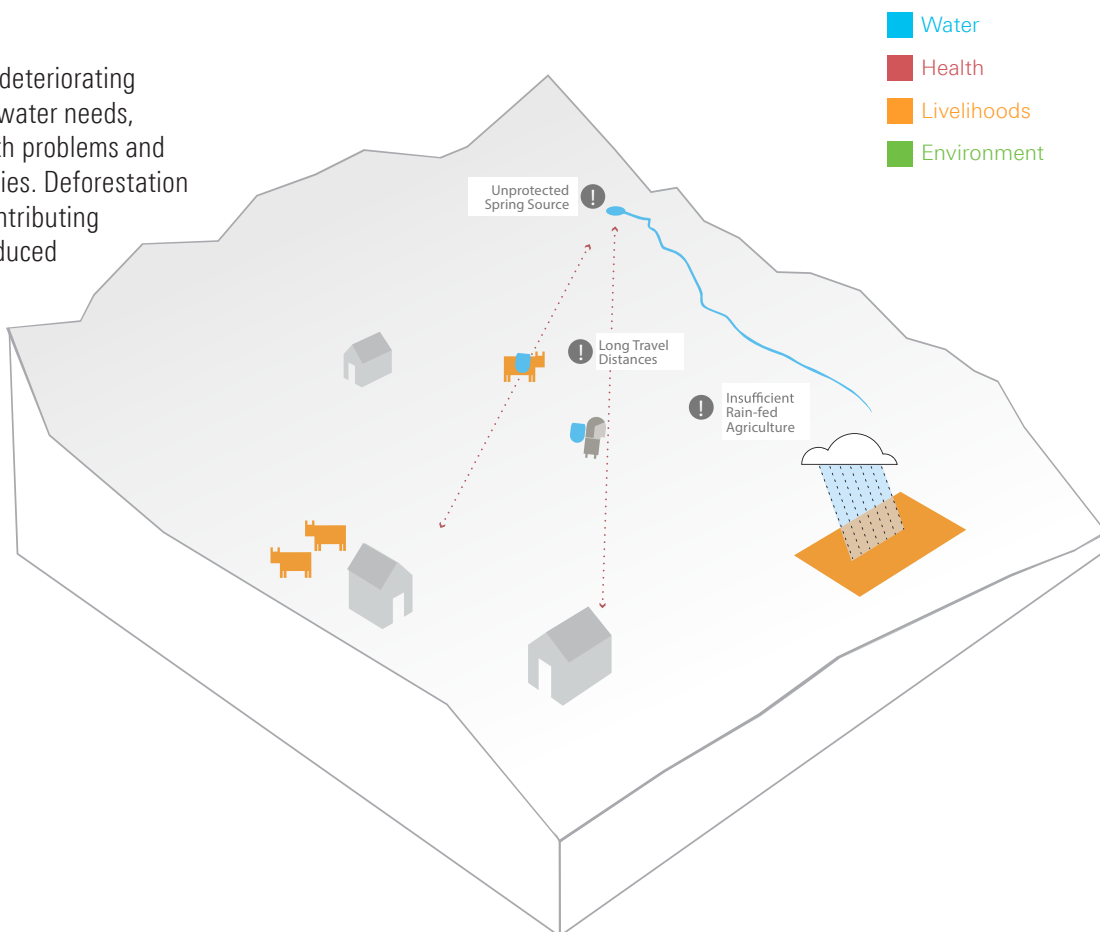 deteriorating
water needs,
th problems and
ies. Deforestation
ntributing
duced
Water
Health
Livelihoods
Environment
Unprotected
Spring Source
!
!
Long Travel
Distances
!
Insufficient
Rain-fed
Agriculture